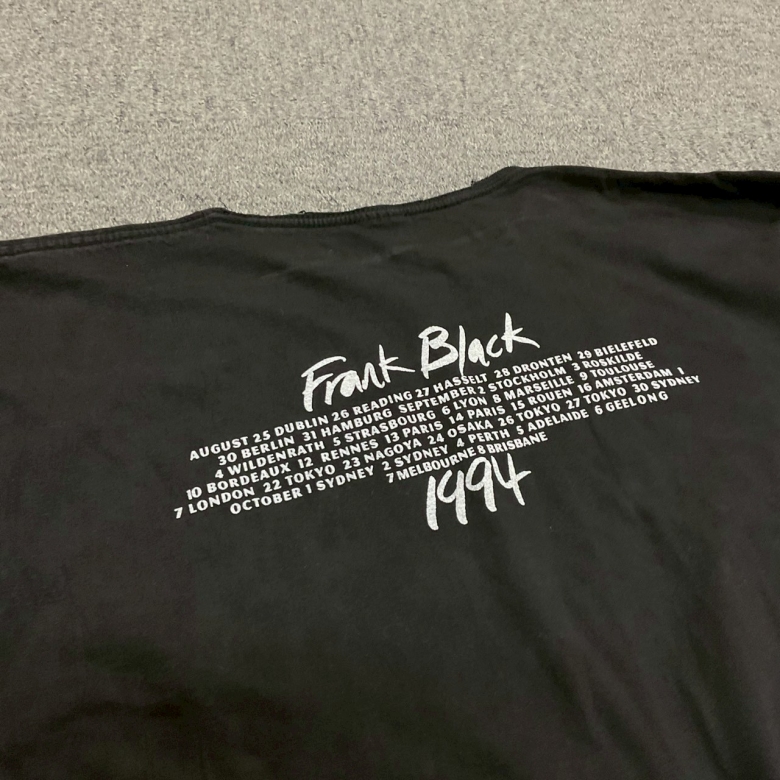 Frank Black
AUGUST 25 DUBLIN 26 READING 27 HASSELT 28 DRONTEN 29 BIELEFELD
30 BERLIN 31 HAMBURG SEPTEMBER 2 STOCKHOLM 3 ROSKILDE
4 WILDENRATH 5 STRASBOURG 6 LYON 8 MARSEILLE 9 TOULOUSE
10 BORDEAUX 12 RENNES 13 PARIS 14 PARIS 15 ROUEN 16 AMSTERDAM 1
7 LONDON 22 TOKYO 23 NAGOYA 24 OSAKA 26 TOKYO 27 TOKYO 30 SYDNEY
OCTOBER 1 SYDNEY 2 SYDNEY 4 PERTH 5 ADELAIDE 6 GEELONG
7 MELBOURNE 8 BRISBANE
1994